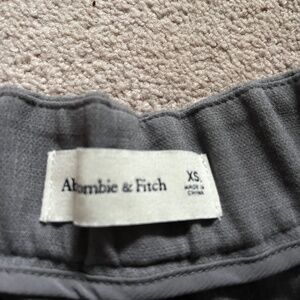 Abercrombie & Fitch
XS
MADE IN
CHINA